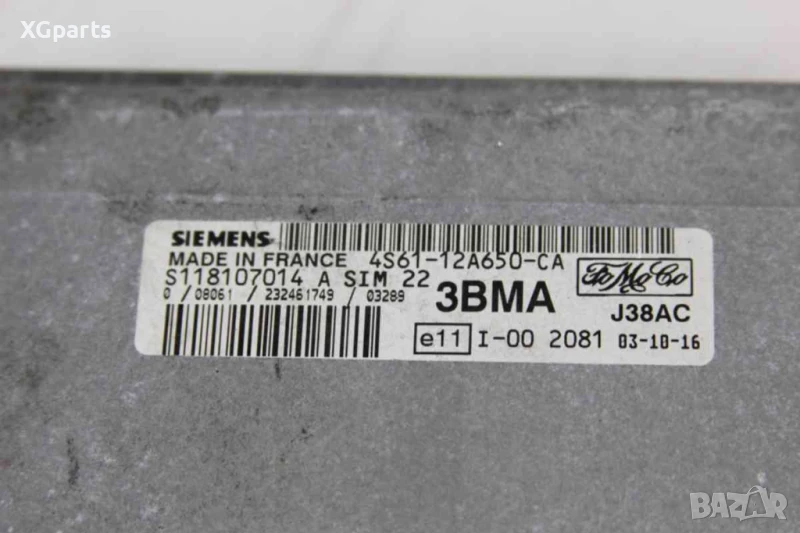 XGparts
SIEMENS
MADE IN FRANCE 4S61-12A650-CA
S118107014 A SIM 22
0 / 08061 / 232461749 / 03289
3BMA
FoMoCo
J38AC
e11 I-00 2081 03-10-16
BAZAR